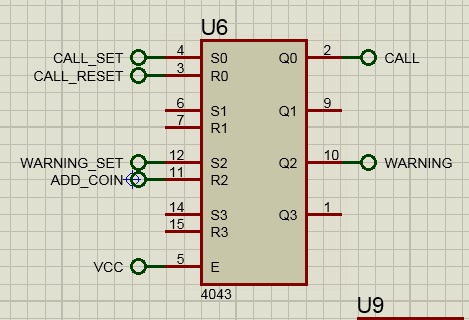 U6
CALL_SET 4 S0 Q0 2 CALL
CALL_RESET 3 R0
6 S1 Q1 9
7 R1
WARNING_SET 12 S2 Q2 10 WARNING
ADD_COIN 11 R2
14 S3 Q3 1
15 R3
VCC 5 E
4043
U9